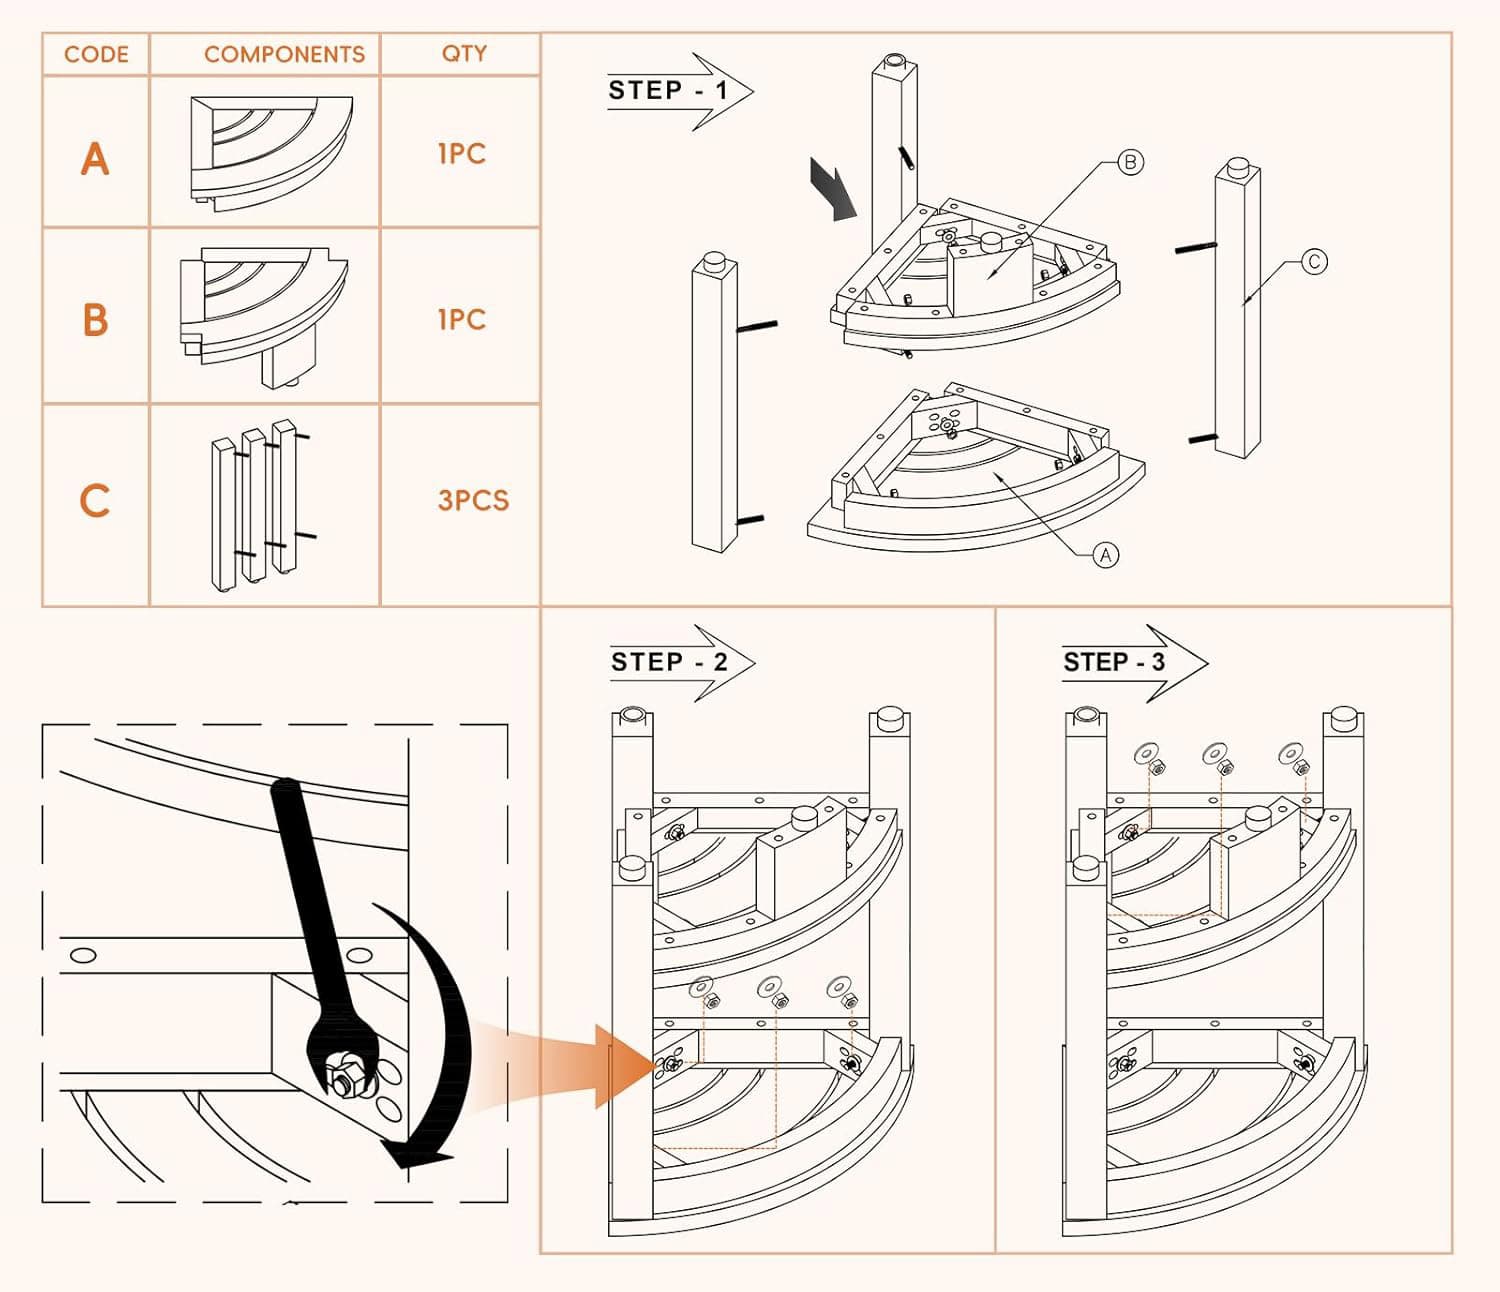 CODE COMPONENTS QTY
A 1PC
B 1PC
C 3PCS
STEP - 1
B
C
A
STEP - 2
STEP - 3